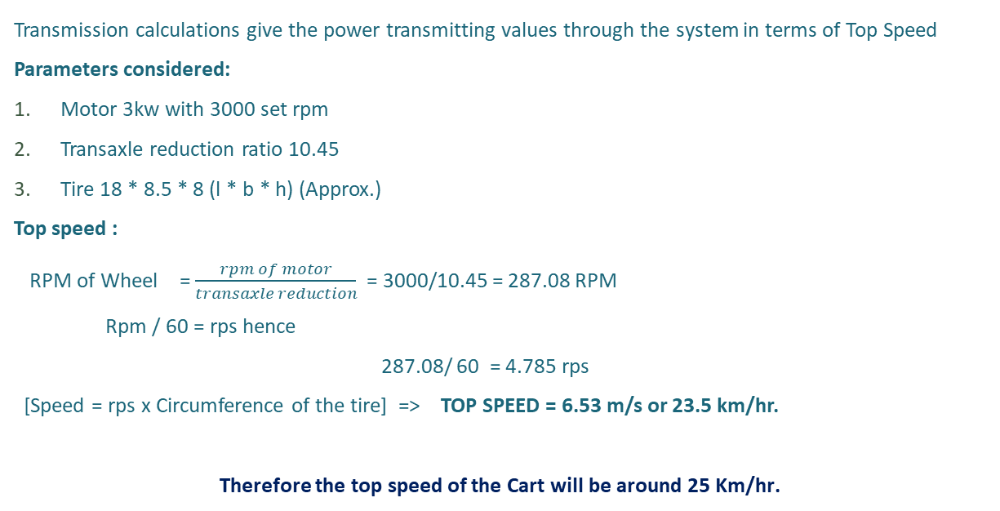 Transmission calculations give the power transmitting values through the system in terms of Top Speed
Parameters considered:
1. Motor 3kw with 3000 set rpm
2. Transaxle reduction ratio 10.45
3. Tire 18 * 8.5 * 8 (l * b * h) (Approx.)
Top speed :
RPM of Wheel = rpm of motor / transaxle reduction = 3000/10.45 = 287.08 RPM
Rpm / 60 = rps hence
287.08/ 60 = 4.785 rps
[Speed = rps x Circumference of the tire] => TOP SPEED = 6.53 m/s or 23.5 km/hr.
Therefore the top speed of the Cart will be around 25 Km/hr.